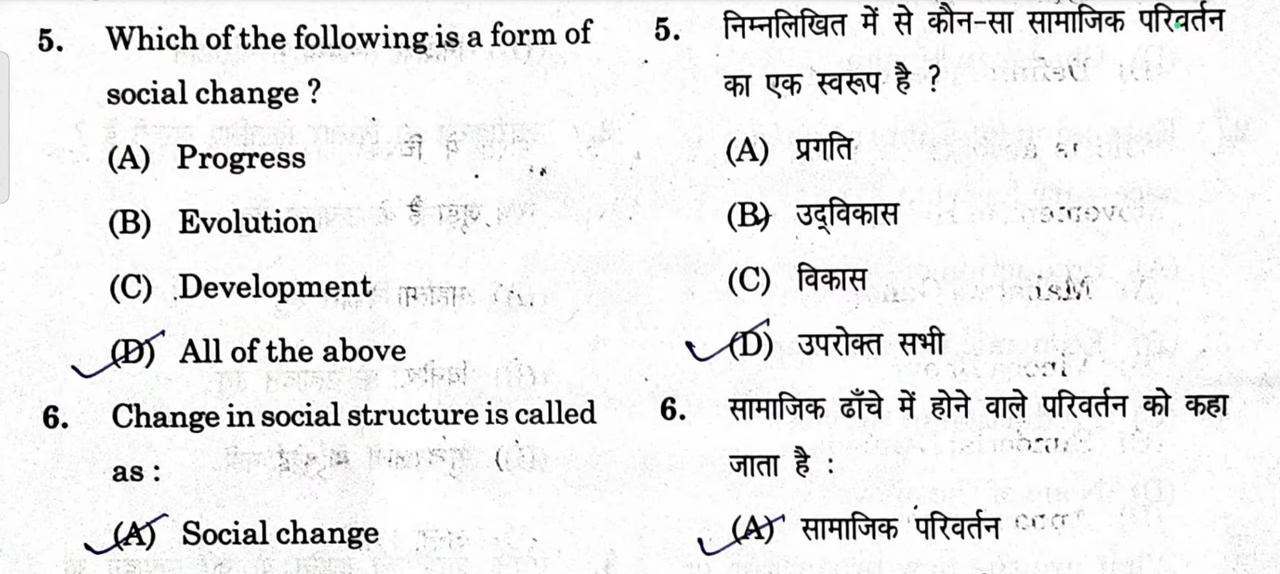 5. Which of the following is a form of
social change ?
(A) Progress
(B) Evolution
(C) Development
(D) All of the above
6. Change in social structure is called
as :
(A) Social change
5. निम्नलिखित में से कौन-सा सामाजिक परिवर्तन
का एक स्वरूप है ?
(A) प्रगति
(B) उद्‌विकास
(C) विकास
(D) उपरोक्त सभी
6. सामाजिक ढाँचे में होने वाले परिवर्तन को कहा
जाता है :
(A) सामाजिक परिवर्तन